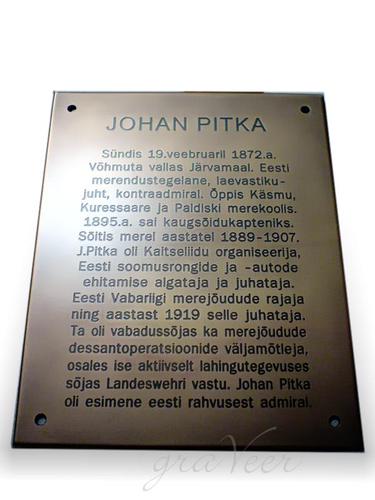 JOHAN PITKA
Sündis 19.veebruaril 1872.a.
Võhmuta vallas Järvamaal. Eesti
merendustegelane, laevastiku-
juht, kontraadmiral. Õppis Käsmu,
Kuressaare ja Paldiski merekoolis.
1895.a. sai kaugsõidukapteniks.
Sõitis merel aastatel 1889-1907.
J.Pitka oli Kaitseliidu organiseerija,
Eesti soomusrongide ja -autode
ehitamise algataja ja juhataja.
Eesti Vabariigi merejõudude rajaja
ning aastast 1919 selle juhataja.
Ta oli vabadussõjas ka merejõudude
dessantoperatsioonide väljamõtleja,
osales ise aktiivselt lahingutegevuses
sõjas Landeswehri vastu. Johan Pitka
oli esimene eesti rahvusest admiral.
graVeer